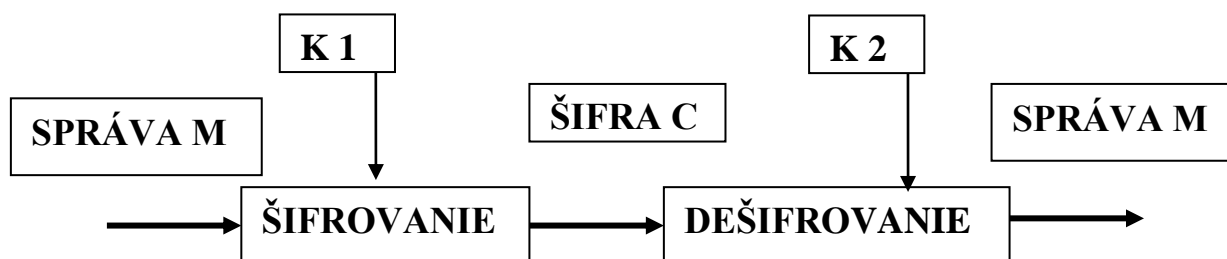 K 1
K 2
SPRÁVA M
ŠIFRA C
SPRÁVA M
ŠIFROVANIE
DEŠIFROVANIE